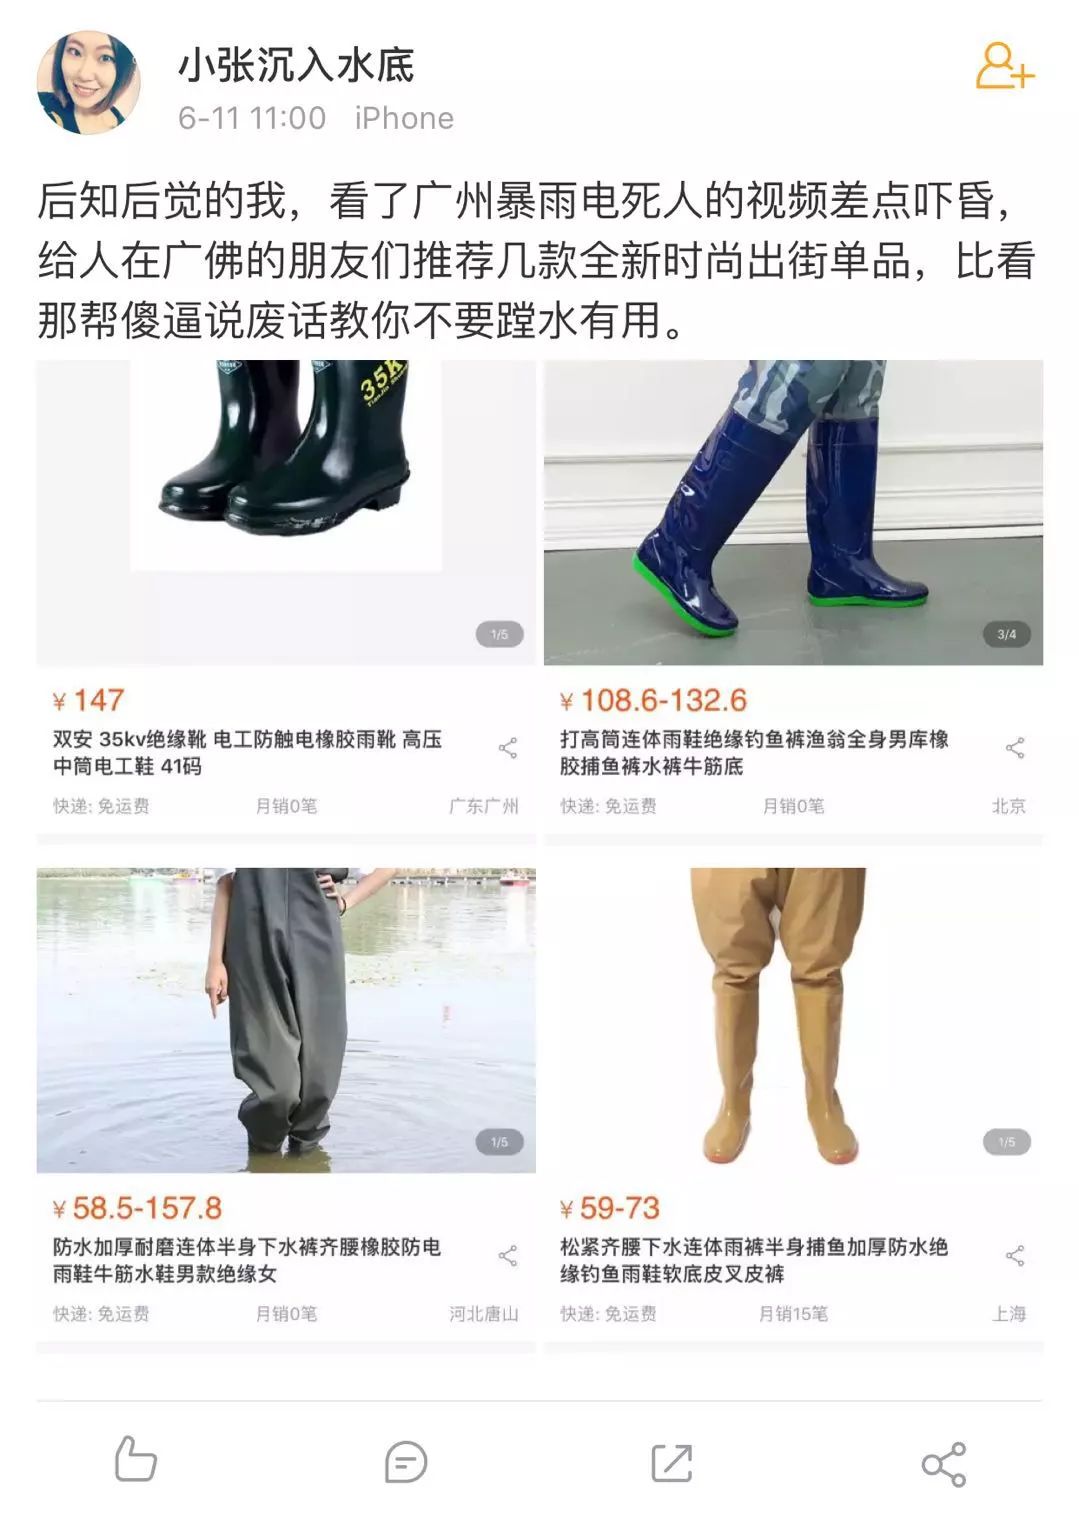 小张沉入水底
6-11 11:00 iPhone
后知后觉的我，看了广州暴雨电死人的视频差点吓昏，
给人在广佛的朋友们推荐几款全新时尚出街单品，比看
那帮傻逼说废话教你不要蹚水有用。
35K
1/5
3/4
¥ 147
双安 35kv绝缘靴 电工防触电橡胶雨靴 高压
中筒电工鞋 41码
快递: 免运费 月销0笔 广东广州
¥ 108.6-132.6
打高筒连体雨鞋绝缘钓鱼裤渔翁全身男库橡
胶捕鱼裤水裤牛筋底
快递: 免运费 月销0笔 北京
1/5
1/5
¥ 58.5-157.8
防水加厚耐磨连体半身下水裤齐腰橡胶防电
雨鞋牛筋水鞋男款绝缘女
快递: 免运费 月销0笔 河北唐山
¥ 59-73
松紧齐腰下水连体雨裤半身捕鱼加厚防水绝
缘钓鱼雨鞋软底皮叉皮裤
快递: 免运费 月销15笔 上海